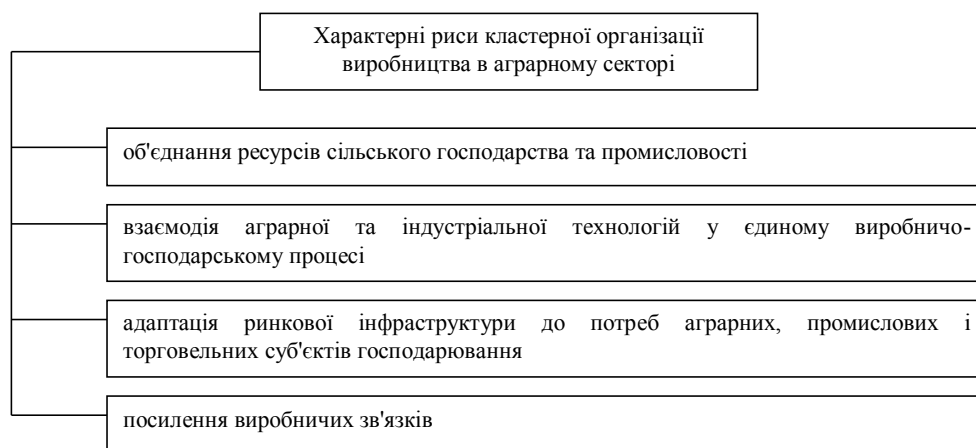 Характерні риси кластерної організації
виробництва в аграрному секторі
об'єднання ресурсів сільського господарства та промисловості
взаємодія аграрної та індустріальної технологій у єдиному виробничо-
господарському процесі
адаптація ринкової інфраструктури до потреб аграрних, промислових і
торговельних суб'єктів господарювання
посилення виробничих зв'язків